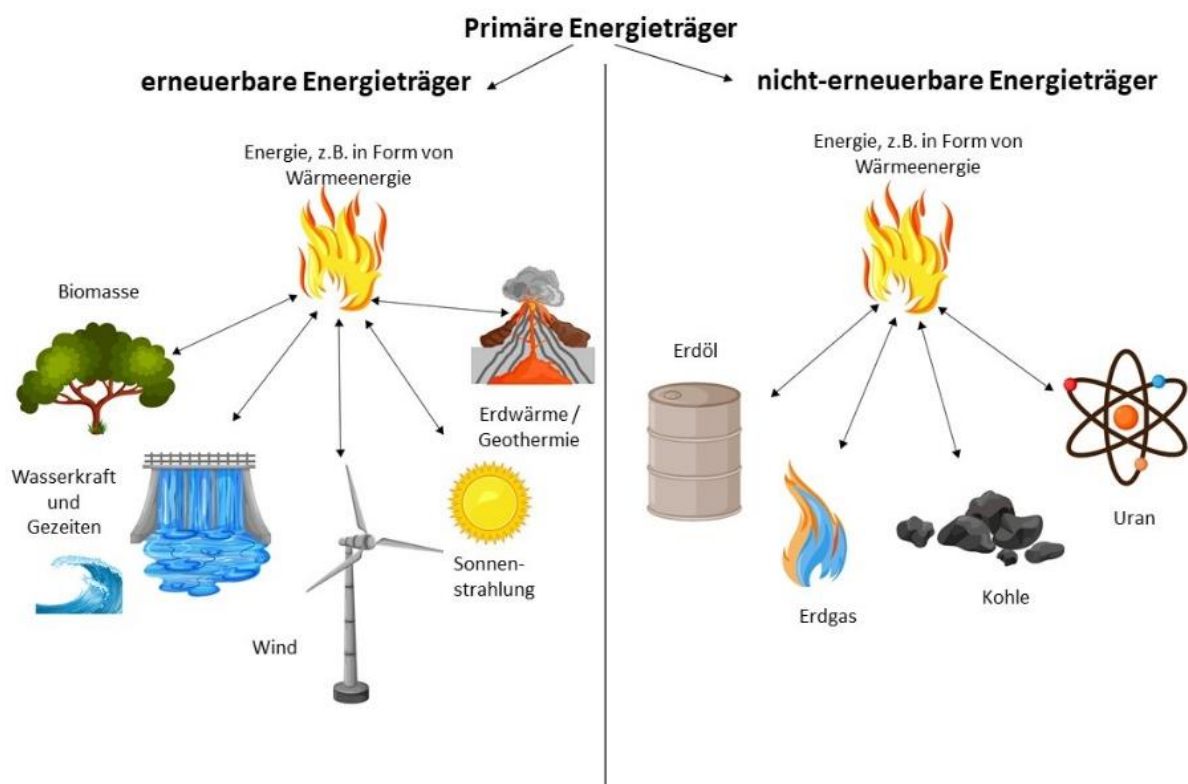 Primäre Energieträger
erneuerbare Energieträger
Energie, z.B. in Form von
Wärmeenergie
Biomasse
Erdwärme /
Geothermie
Wasserkraft
und
Gezeiten
Sonnen-
strahlung
Wind
nicht-erneuerbare Energieträger
Energie, z.B. in Form von
Wärmeenergie
Erdöl
Uran
Kohle
Erdgas